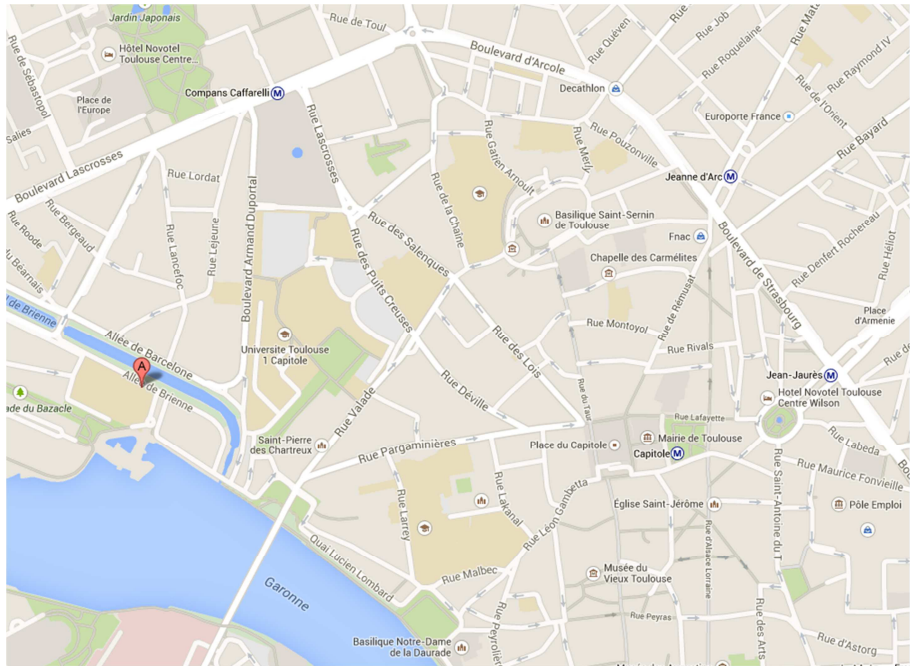 Jardin Japonais
Rue de Toul
Rue de Sébastopol
Hôtel Novotel
Toulouse Centre...
Place de
l'Europe
Compans Caffarelli
M
Boulevard d'Arcole
Rue Quéven
Rue Job
Rue Roquelaine
Rue Mat
Rue Raymond IV
Rue de l'Orient
Decathlon
Europorte France
Rue Bayard
Salies
Boulevard Lascrosses
Rue Lascrosses
Rue Lordat
Rue Gatien Arnoult
Rue Merly
Rue Pouzonville
Jeanne d'Arc
M
Rue de la Chaîne
Basilique Saint-Sernin
de Toulouse
Rue Bergeaud
Rue Roode
du Béarnais
Rue Lancefoc
Rue Lejeune
Boulevard Armand Duportal
Rue des Salenques
Rue des Puits Creuses
Fnac
Chapelle des Carmélites
Boulevard de Strasbourg
Rue Denfert Rochereau
Rue Héliot
Place
d'Armenie
de Brienne
Allée de Barcelone
A
Allée de Brienne
Universite Toulouse
1 Capitole
Rue des Lois
Rue Montoyol
Rue de Rémusat
Rue Rivals
Jean-Jaurès
M
Hotel Novotel Toulouse
Centre Wilson
ade du Bazacle
Rue Valade
Rue Déville
Rue du Taur
Rue Lafayette
Saint-Pierre
des Chartreux
Rue Pargaminières
Place du Capitole
Mairie de Toulouse
Capitole
M
Rue Labéda
Rue Maurice Fonvieille
Bo
Rue Larrey
Rue Lakanal
Rue Léon Gambetta
Église Saint-Jérôme
Rue d'Alsace Lorraine
Rue Saint-Antoine du T
Pôle Emploi
Quai Lucien Lombard
Garonne
Rue Malbec
Musée du
Vieux Toulouse
Rue Peyras
Rue Peyrolière
Rue des Arts
Rue d'Astorg
Basilique Notre-Dame
de la Daurade